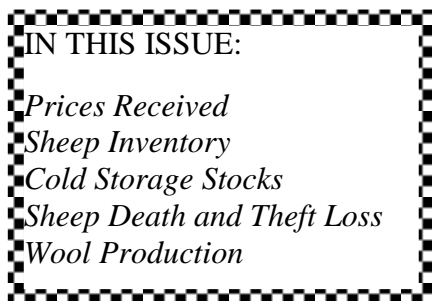 IN THIS ISSUE:
Prices Received
Sheep Inventory
Cold Storage Stocks
Sheep Death and Theft Loss
Wool Production